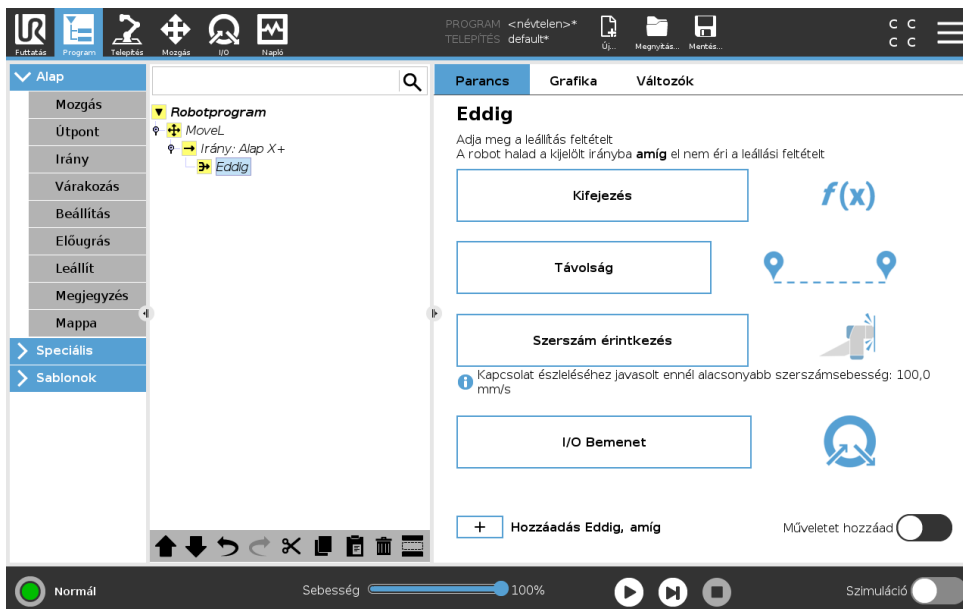 PROGRAM <névtelen>*
TELEPÍTÉS default*
C C
C C
Futtatás Program Telepítés Mozgás I/O Napló Új... Megnyitás... Mentés...
Alap
Mozgás
Útpont
Irány
Várakozás
Beállítás
Előugrás
Leállít
Megjegyzés
Mappa
Speciális
Sablonok
Robotprogram
MoveL
Irány: Alap X+
Eddig
Parancs Grafika Változók
Eddig
Adja meg a leállítás feltételt
A robot halad a kijelölt irányba amíg el nem éri a leállási feltételt
Kifejezés f(x)
Távolság
Szerszám érintkezés
Kapcsolat észleléséhez javasolt ennél alacsonyabb szerszámsebesség: 100,0
mm/s
I/O Bemenet
+ Hozzáadás Eddig, amíg Műveletet hozzáad
Normál Sebesség 100% Szimuláció